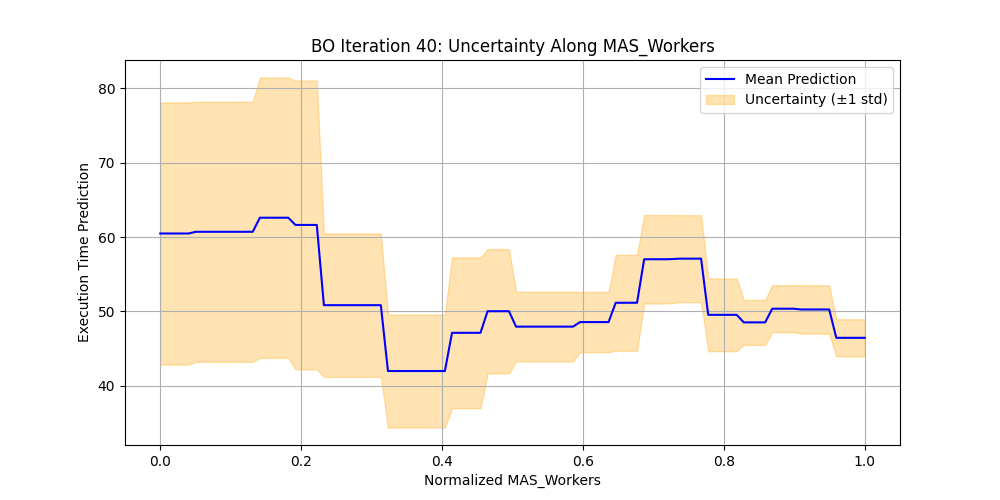 BO Iteration 40: Uncertainty Along MAS_Workers
Mean Prediction
Uncertainty (±1 std)
Execution Time Prediction
80
70
60
50
40
0.0 0.2 0.4 0.6 0.8 1.0
Normalized MAS_Workers